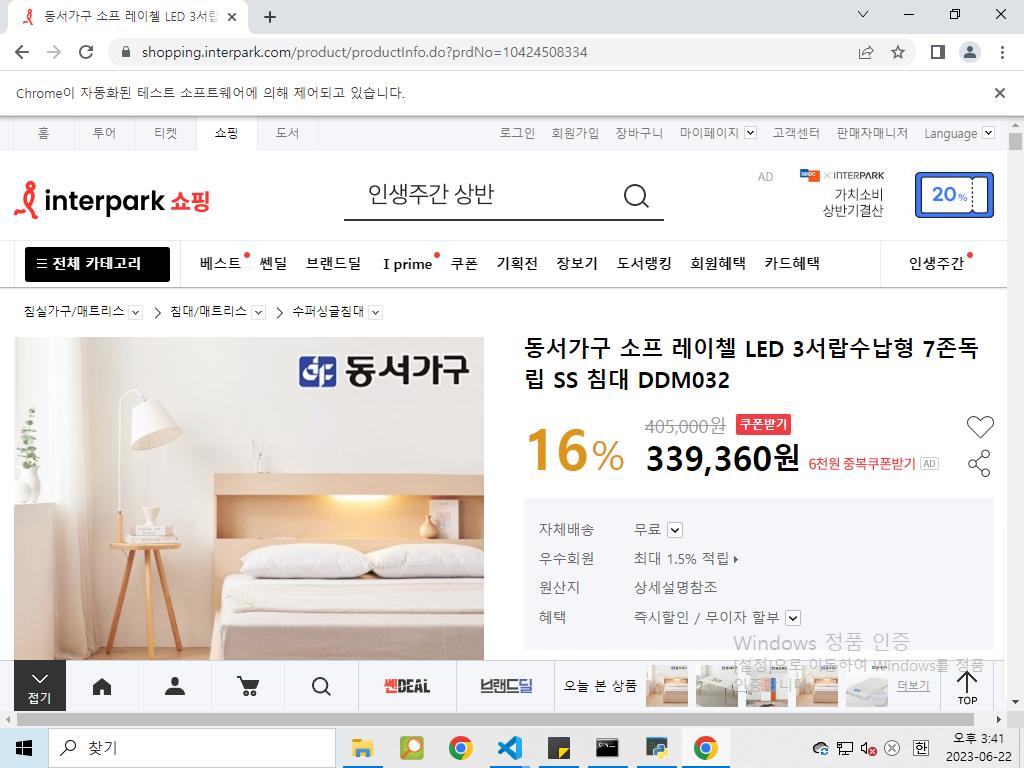 동서가구 소프 레이첼 LED 3서랍
shopping.interpark.com/product/productInfo.do?prdNo=10424508334
Chrome이 자동화된 테스트 소프트웨어에 의해 제어되고 있습니다.
홈 투어 티켓 쇼핑 도서 로그인 회원가입 장바구니 마이페이지 고객센터 판매자매니저 Language
interpark 쇼핑 인생주간 상반 AD × INTERPARK
가치소비
상반기결산
20%
전체 카테고리 베스트 쎈딜 브랜드딜 I prime 쿠폰 기획전 장보기 도서랭킹 회원혜택 카드혜택 인생주간
침실가구/매트리스 침대/매트리스 수퍼싱글침대
동서가구
동서가구 소프 레이첼 LED 3서랍수납형 7존독
립 SS 침대 DDM032
16%
405,000원 쿠폰받기
339,360원 6천원 중복쿠폰받기 AD
자체배송 무료
우수회원 최대 1.5% 적립
원산지 상세설명참조
혜택 즉시할인 / 무이자 할부
Windows 정품 인증
[설정]으로 이동하여 Windows를 정품
인증합니다.
접기 쎈DEAL 브랜드딜 오늘 본 상품 더보기 TOP
찾기
한
오후 3:41
2023-06-22